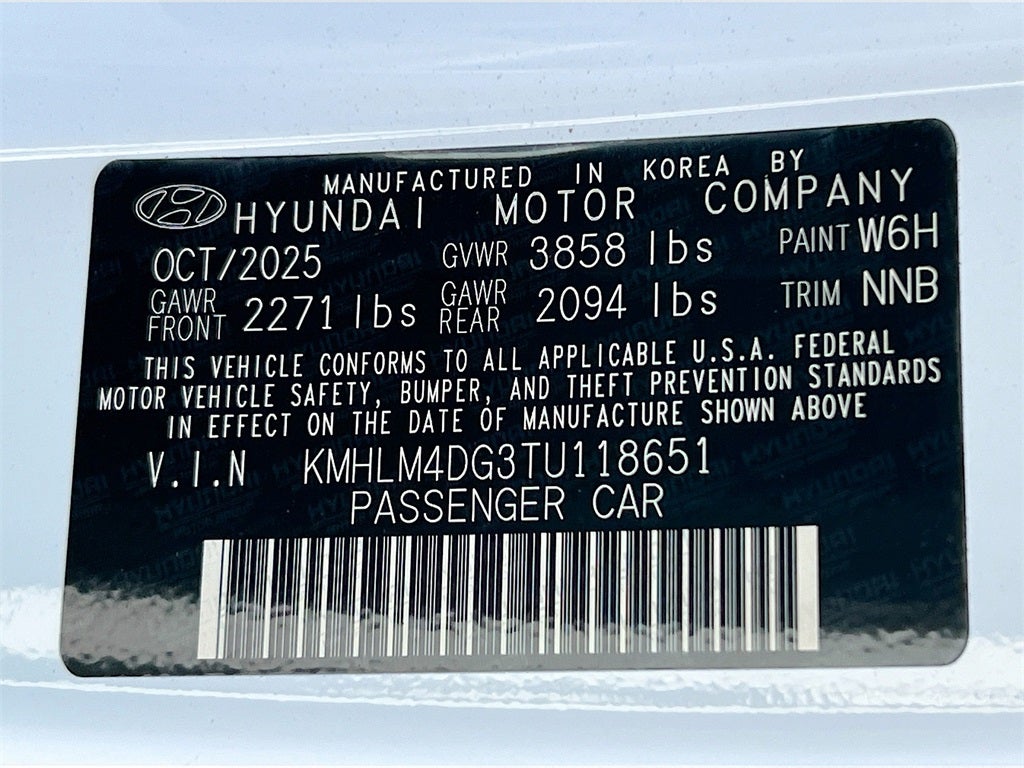 MANUFACTURED IN KOREA BY
HYUNDAI MOTOR COMPANY
OCT/2025 GVWR 3858 lbs PAINT W6H
GAWR FRONT 2271 lbs GAWR REAR 2094 lbs TRIM NNB
THIS VEHICLE CONFORMS TO ALL APPLICABLE U.S.A. FEDERAL
MOTOR VEHICLE SAFETY, BUMPER, AND THEFT PREVENTION STANDARDS
IN EFFECT ON THE DATE OF MANUFACTURE SHOWN ABOVE
V.I.N KMHLM4DG3TU118651
PASSENGER CAR